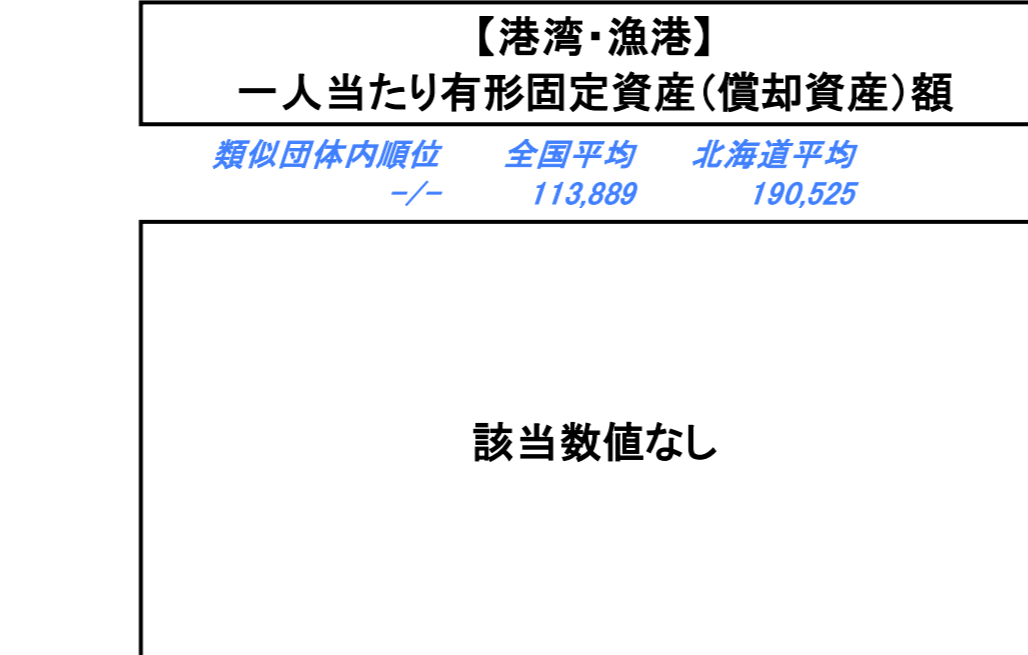 【港湾・漁港】
一人当たり有形固定資産（償却資産）額
類似団体内順位 全国平均 北海道平均
-/- 113,889 190,525
該当数値なし